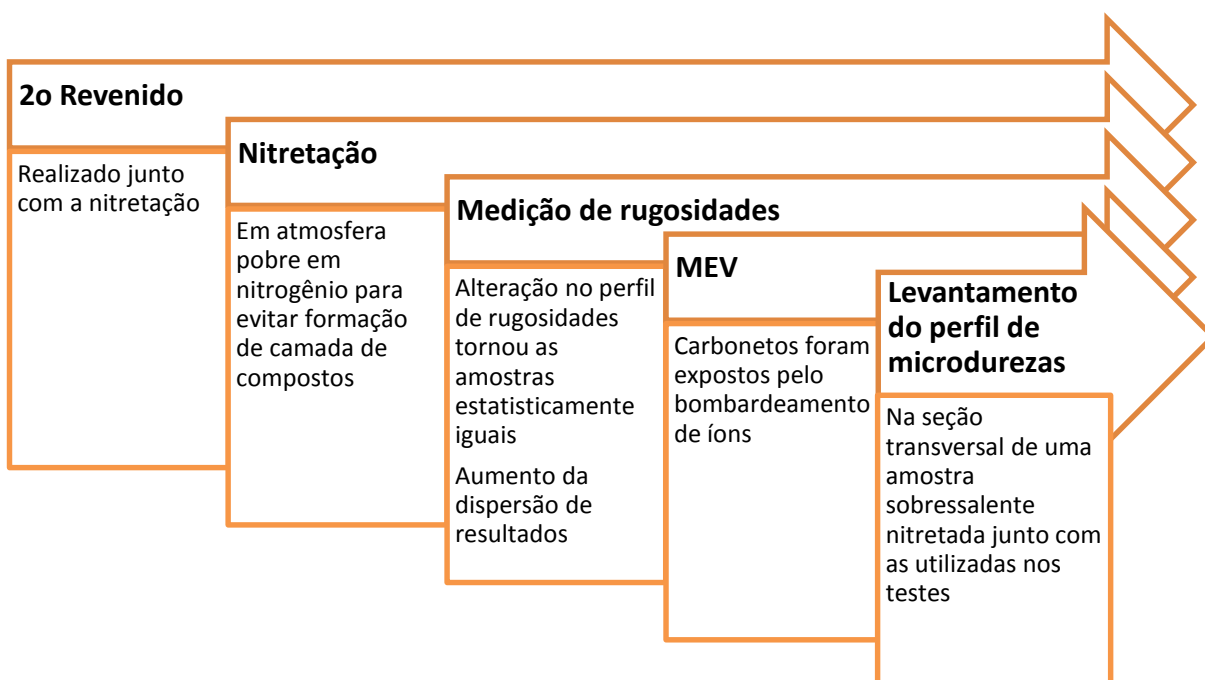 2o Revenido
Realizado junto
com a nitretação
Nitretação
Em atmosfera
pobre em
nitrogênio para
evitar formação
de camada de
compostos
Medição de rugosidades
Alteração no perfil
de rugosidades
tornou as
amostras
estatisticamente
iguais
Aumento da
dispersão de
resultados
MEV
Carbonetos foram
expostos pelo
bombardeamento
de íons
Levantamento
do perfil de
microdurezas
Na seção
transversal de uma
amostra
sobressalente
nitretada junto com
as utilizadas nos
testes